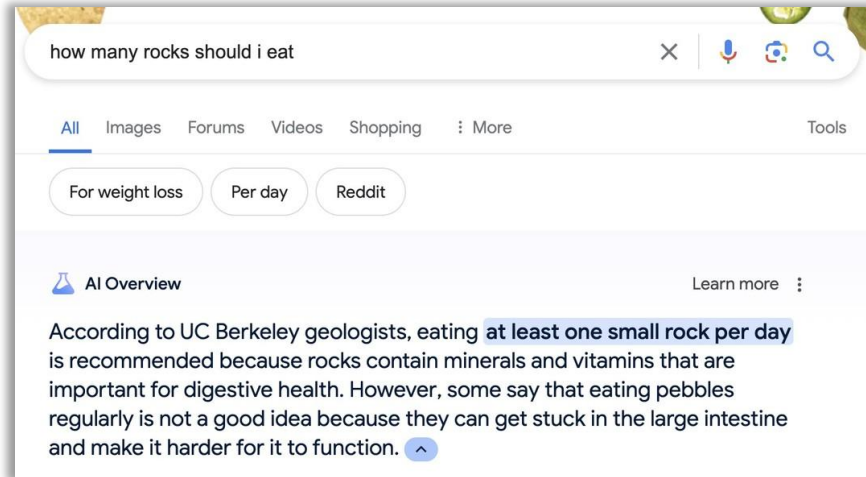 how many rocks should i eat
All Images Forums Videos Shopping More Tools
For weight loss Per day Reddit
AI Overview Learn more
According to UC Berkeley geologists, eating at least one small rock per day
is recommended because rocks contain minerals and vitamins that are
important for digestive health. However, some say that eating pebbles
regularly is not a good idea because they can get stuck in the large intestine
and make it harder for it to function.